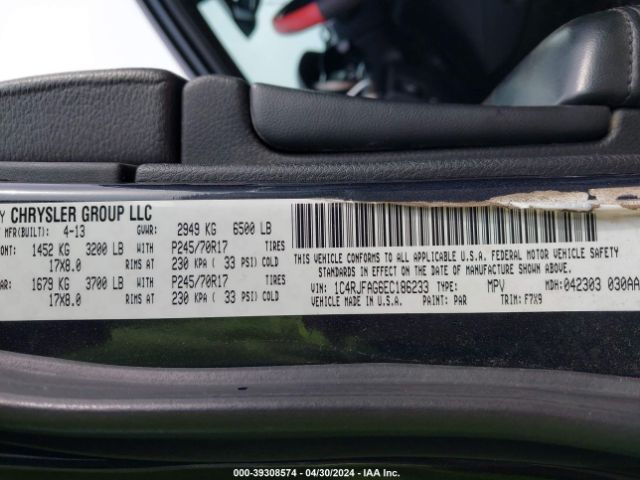 Y CHRYSLER GROUP LLC
MFR(BUILT): 4-13 GVWR: 2949 KG 6500 LB
ONT: 1452 KG 3200 LB WITH P245/70R17 TIRES
17X8.0 RIMS AT 230 KPA ( 33 PSI) COLD
AR: 1679 KG 3700 LB WITH P245/70R17 TIRES
17X8.0 RIMS AT 230 KPA ( 33 PSI) COLD
THIS VEHICLE CONFORMS TO ALL APPLICABLE U.S.A. FEDERAL MOTOR VEHICLE SAFETY
STANDARDS IN EFFECT ON THE DATE OF MANUFACTURE SHOWN ABOVE.
VIN: 1C4RJFAG6EC186233 TYPE: MPV MDH: 042303 030AA
VEHICLE MADE IN U.S.A. PAINT: PAR TRIM: F7X9
000-39308574 / 04/30/2024 - IAA Inc.